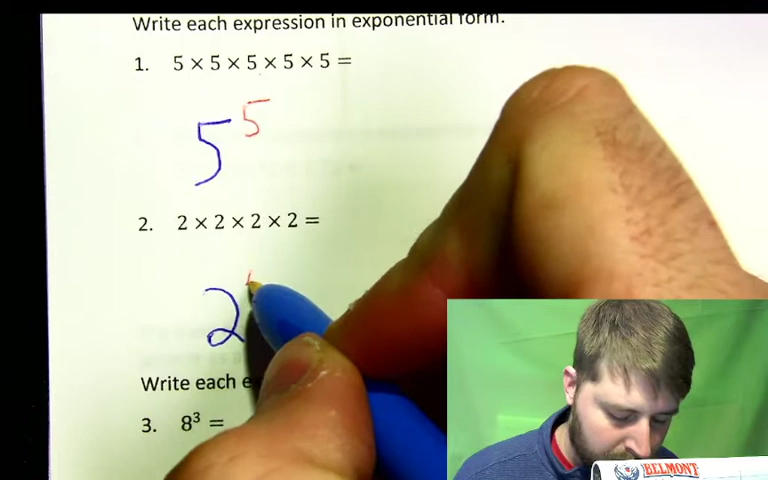 Write each expression in exponential form.
1. 5 × 5 × 5 × 5 × 5 =
5⁵
2. 2 × 2 × 2 × 2 =
2
Write each
3. 8³ =
BELMONT